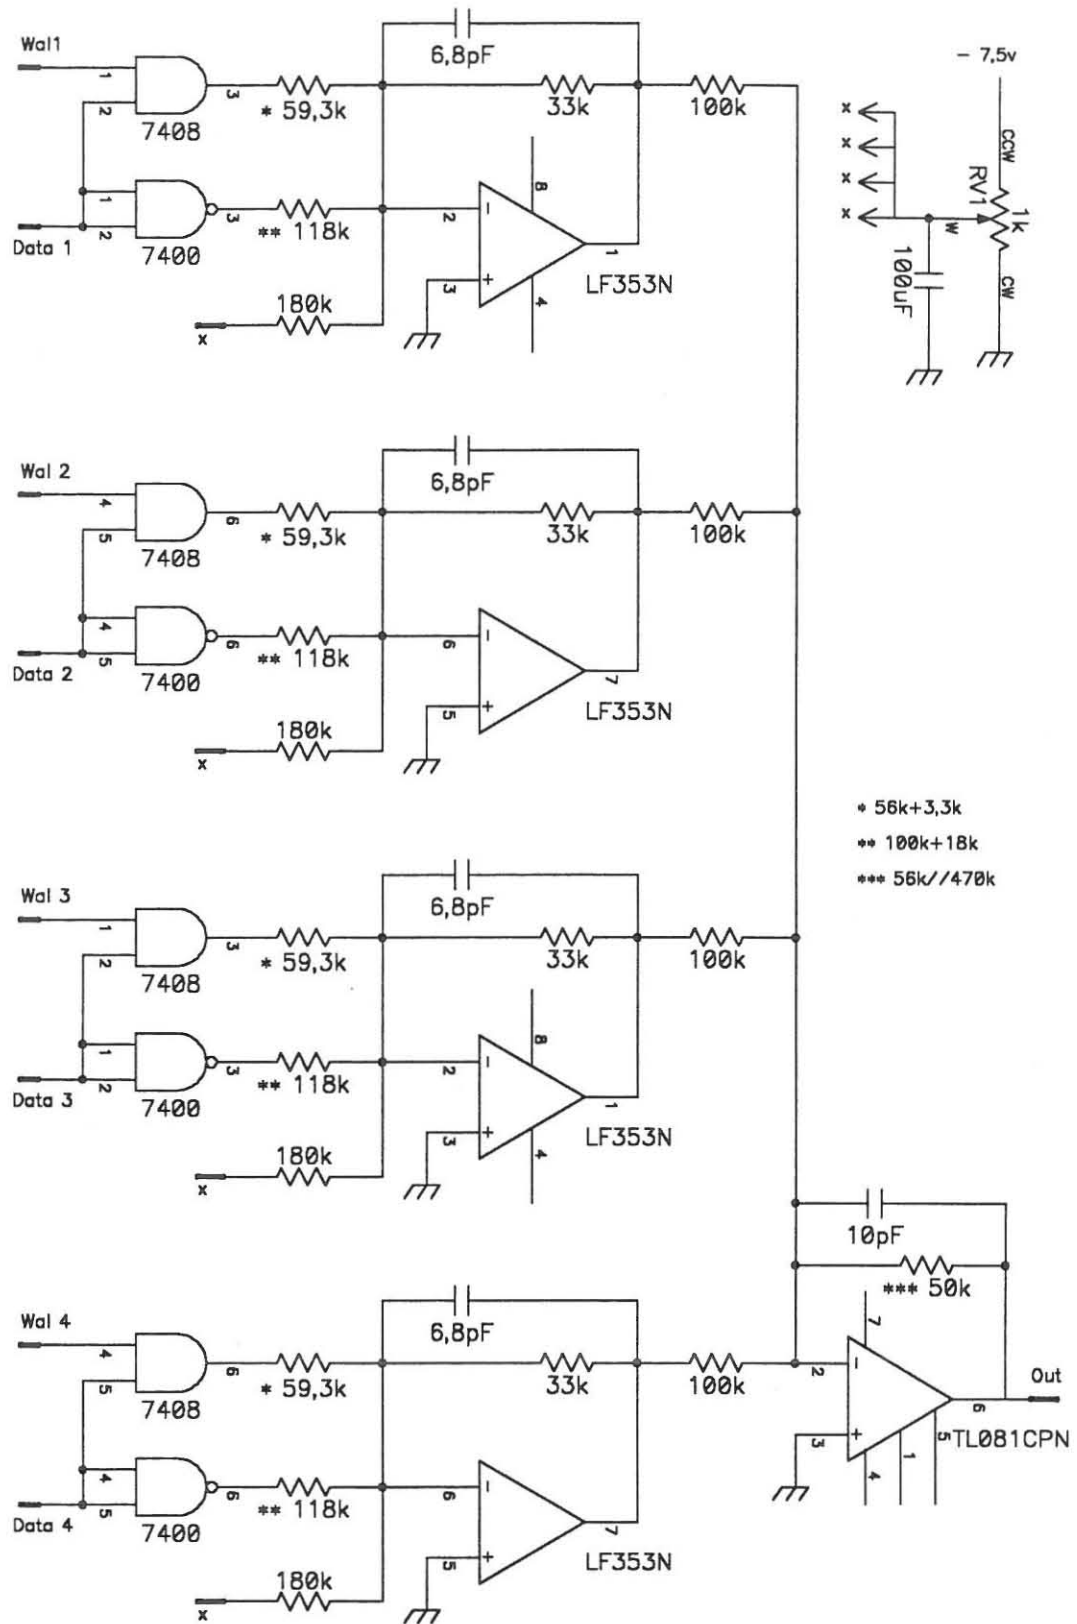 Wal1
1
2
7408
3
* 59,3k
6,8pF
33k
100k
Data 1
1
2
7400
3
** 118k
180k
x
2
3
8
4
1
LF353N
- 7,5v
x
x
x
x
CCW
RV1
1k
W
CW
100uF
Wal 2
4
5
7408
6
* 59,3k
6,8pF
33k
100k
Data 2
4
5
7400
6
** 118k
180k
x
6
5
7
LF353N
* 56k+3,3k
** 100k+18k
*** 56k//470k
Wal 3
1
2
7408
3
* 59,3k
6,8pF
33k
100k
Data 3
1
2
7400
3
** 118k
180k
x
2
3
8
4
1
LF353N
10pF
*** 50k
Wal 4
4
5
7408
6
* 59,3k
6,8pF
33k
100k
Data 4
4
5
7400
6
** 118k
180k
x
6
5
7
LF353N
2
3
7
4
1
5
6
Out
TL081CPN